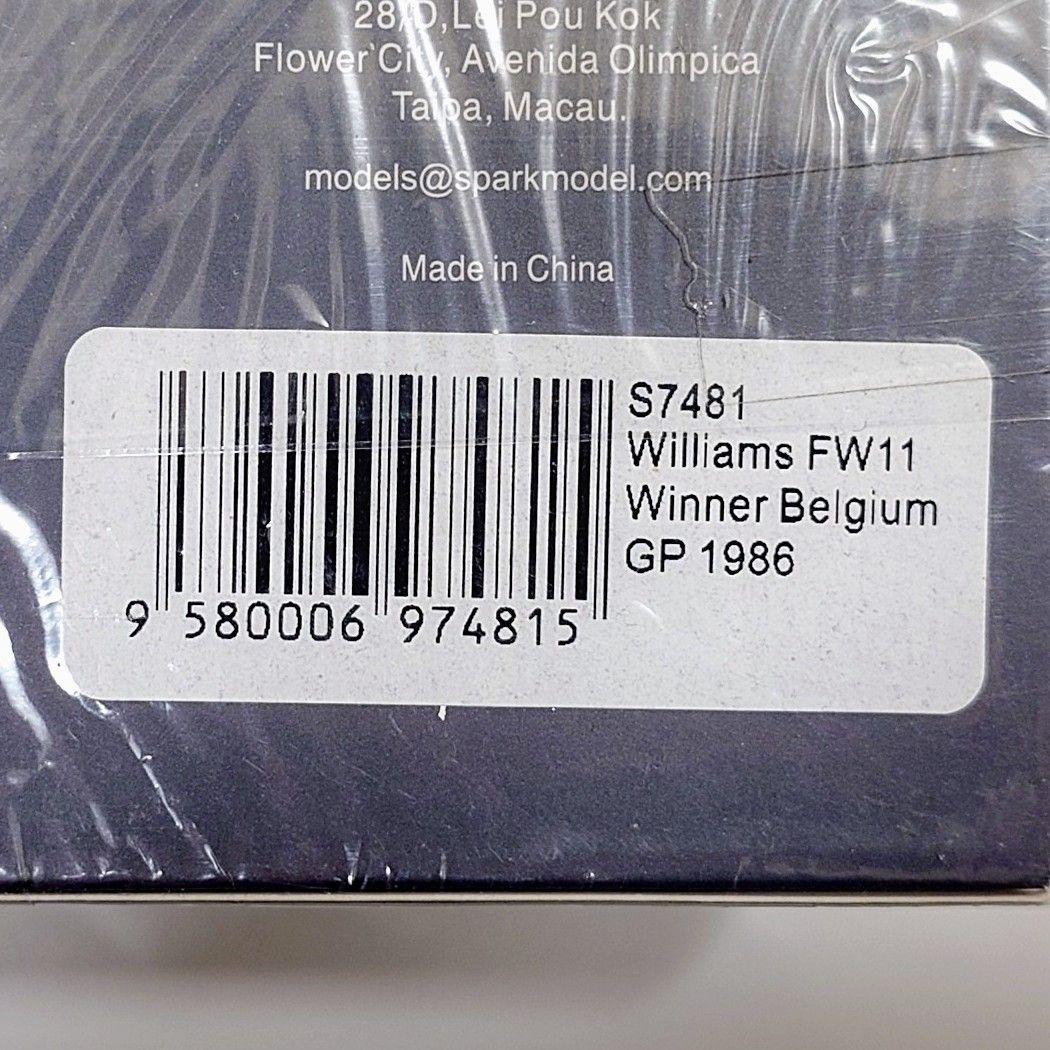 28/D,Lei Pou Kok
Flower City, Avenida Olimpica
Taipa, Macau.
models@sparkmodel.com
Made in China
S7481
Williams FW11
Winner Belgium
GP 1986
9 580006 974815